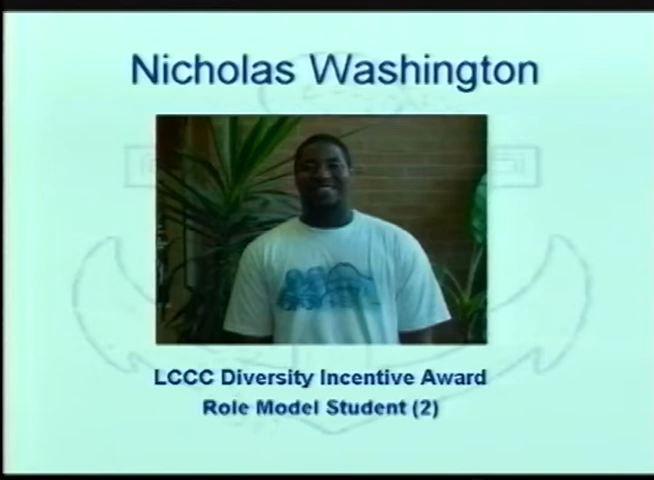 Nicholas Washington
LCCC Diversity Incentive Award
Role Model Student (2)